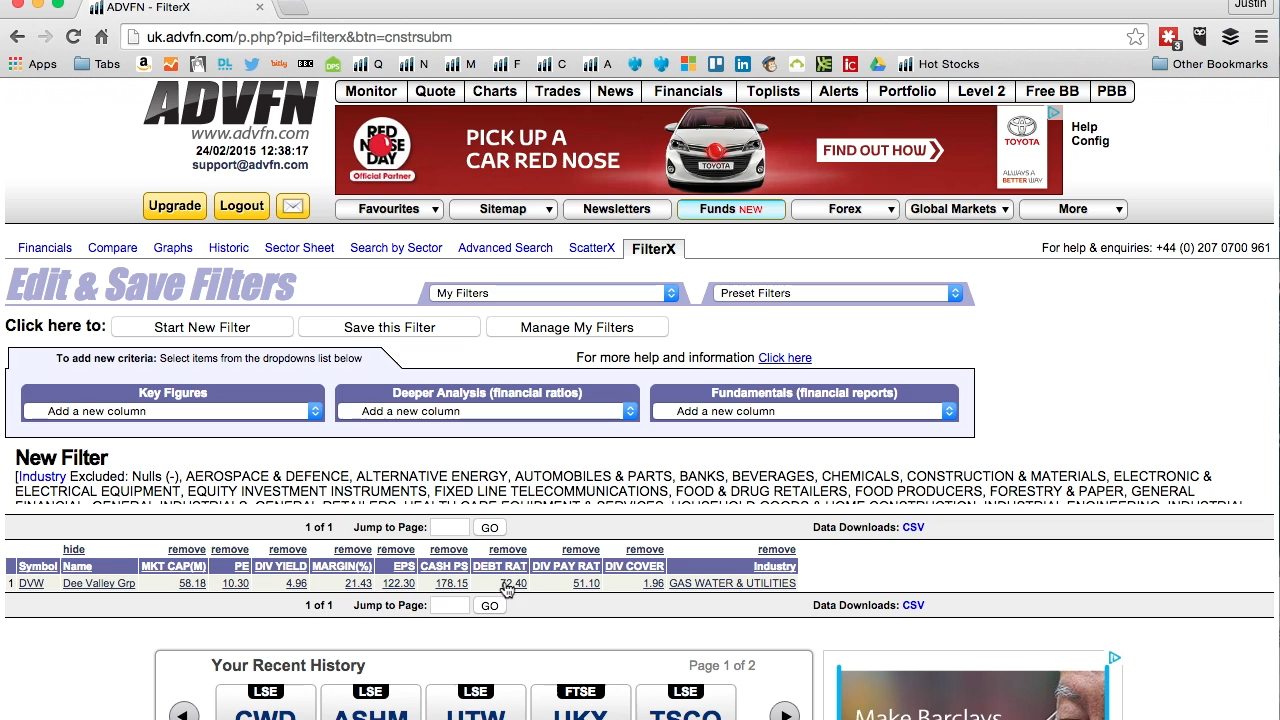 ADVFN - FilterX
Justin
uk.advfn.com/p.php?pid=filterx&btn=cnstrsubm
3
Apps Tabs a DL bitly BBC DPS Q N M F C A in ic Hot Stocks Other Bookmarks
ADVFN
www.advfn.com
24/02/2015 12:38:17
support@advfn.com
Upgrade Logout
Monitor Quote Charts Trades News Financials Toplists Alerts Portfolio Level 2 Free BB PBB
RED NOSE DAY
Official Partner
PICK UP A
CAR RED NOSE
TOYOTA
FIND OUT HOW
TOYOTA
ALWAYS A
BETTER WAY
Help
Config
Favourites Sitemap Newsletters Funds NEW Forex Global Markets More
Financials Compare Graphs Historic Sector Sheet Search by Sector Advanced Search ScatterX FilterX For help & enquiries: +44 (0) 207 0700 961
Edit & Save Filters My Filters Preset Filters
Click here to: Start New Filter Save this Filter Manage My Filters
To add new criteria: Select items from the dropdowns list below For more help and information Click here
Key Figures Deeper Analysis (financial ratios) Fundamentals (financial reports)
Add a new column Add a new column Add a new column
New Filter
[Industry Excluded: Nulls (-), AEROSPACE & DEFENCE, ALTERNATIVE ENERGY, AUTOMOBILES & PARTS, BANKS, BEVERAGES, CHEMICALS, CONSTRUCTION & MATERIALS, ELECTRONIC &
ELECTRICAL EQUIPMENT, EQUITY INVESTMENT INSTRUMENTS, FIXED LINE TELECOMMUNICATIONS, FOOD & DRUG RETAILERS, FOOD PRODUCERS, FORESTRY & PAPER, GENERAL
1 of 1 Jump to Page: GO Data Downloads: CSV
hide remove remove remove remove remove remove remove remove remove remove
Symbol Name MKT CAP(M) PE DIV YIELD MARGIN(%) EPS CASH PS DEBT RAT DIV PAY RAT DIV COVER Industry
1 DVW Dee Valley Grp 58.18 10.30 4.96 21.43 122.30 178.15 72.40 51.10 1.96 GAS WATER & UTILITIES
1 of 1 Jump to Page: GO Data Downloads: CSV
Your Recent History Page 1 of 2
LSE LSE LSE FTSE LSE
CWD ASHM UTW UKX TSCO
Make Barclays